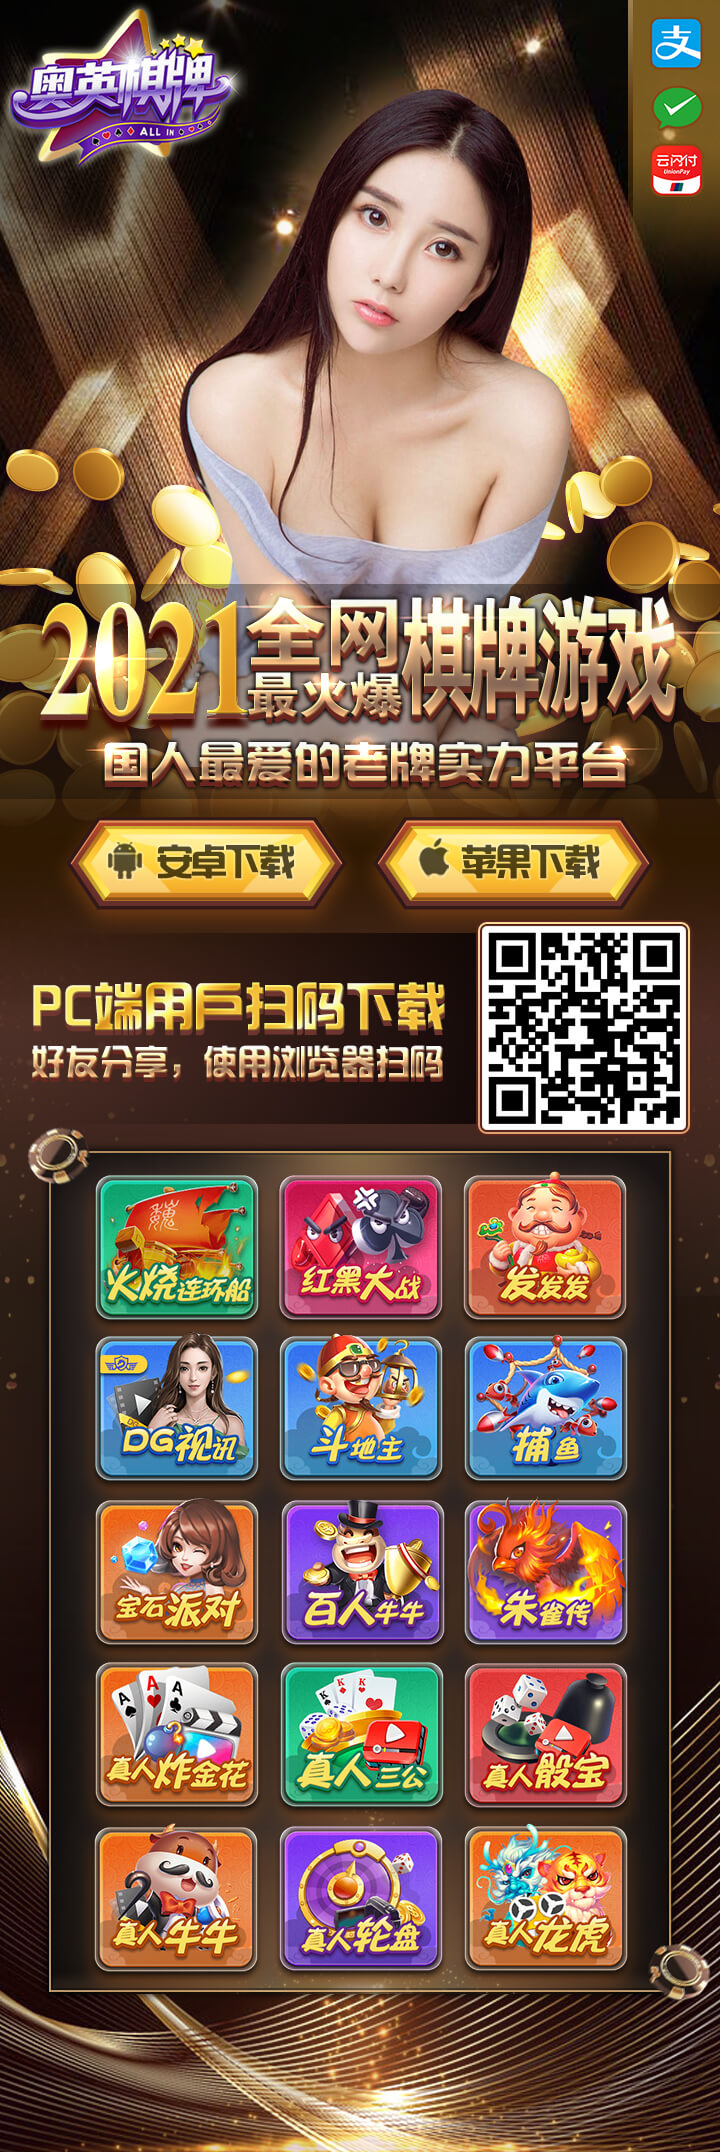 奥英棋牌
ALL IN
支
云闪付
UnionPay
2021全网最火爆棋牌游戏
国人最爱的老牌实力平台
安卓下载
苹果下载
PC端用戶扫码下载
好友分享，使用浏览器扫码
魏
火烧连环船
红黑大战
发发发
DG视讯
斗地主
捕鱼
宝石派对
百人牛牛
朱雀传
A A A
K K K
真人炸金花
真人三公
真人骰宝
真人牛牛
真人轮盘
真人龙虎